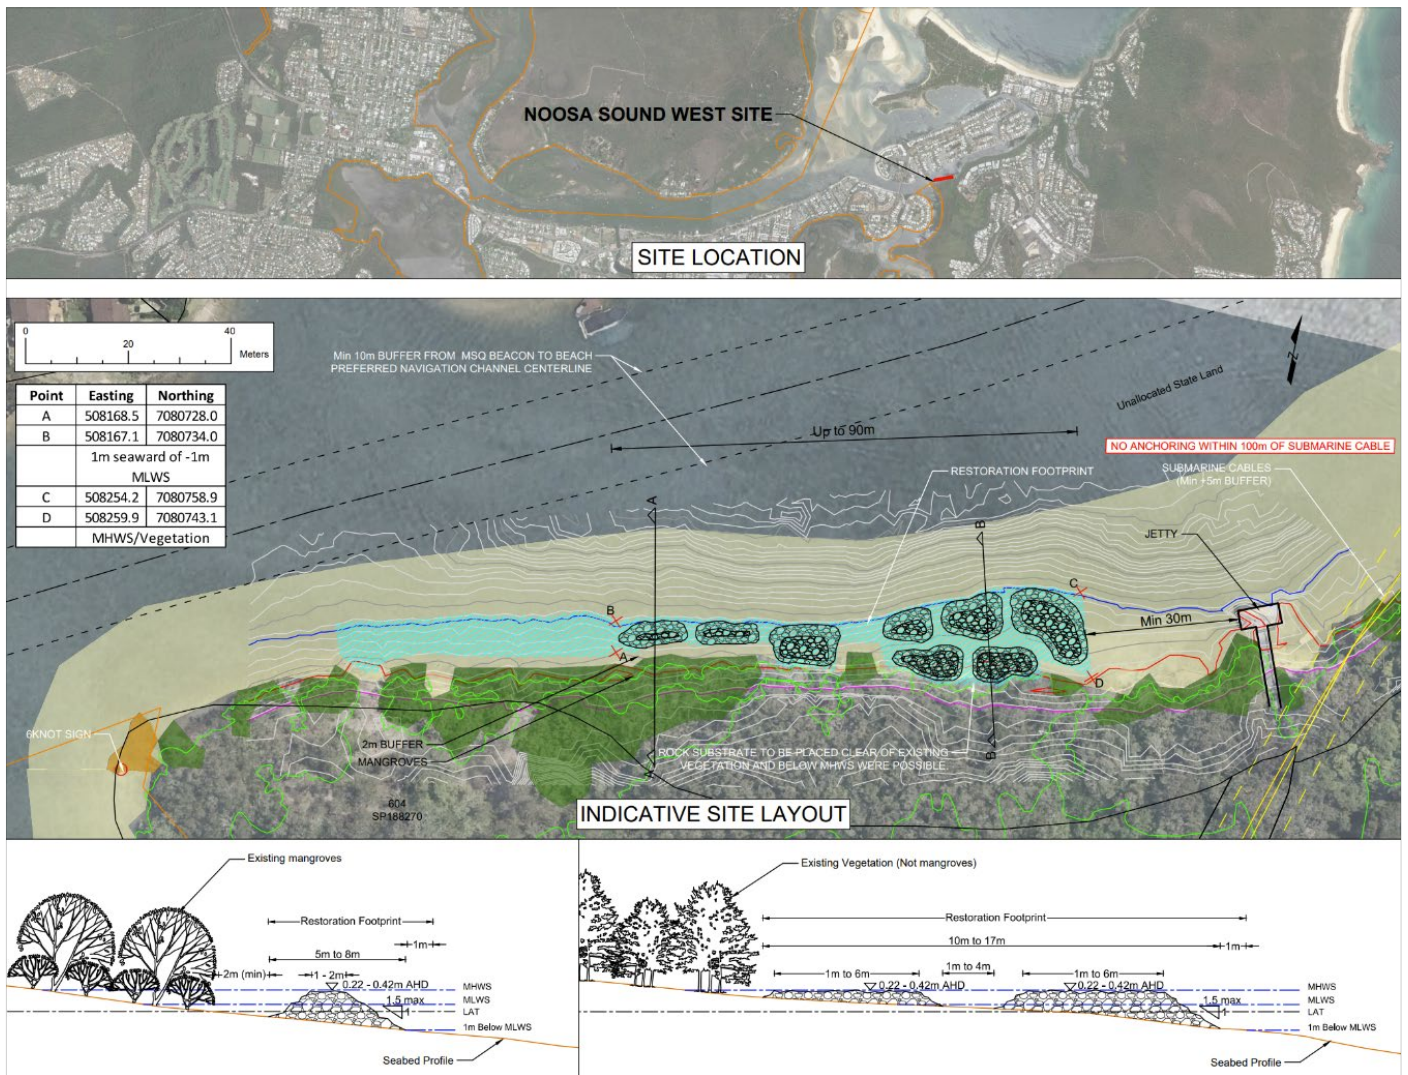 NOOSA SOUND WEST SITE
SITE LOCATION
0 40
20
Meters
Min 10m BUFFER FROM MSQ BEACON TO BEACH
PREFERRED NAVIGATION CHANNEL CENTERLINE
Z
Unallocated State Land
Point Easting Northing
A 508168.5 7080728.0
B 508167.1 7080734.0
1m seaward of -1m
MLWS
C 508254.2 7080758.9
D 508259.9 7080743.1
MHWS/Vegetation
Up to 90m
NO ANCHORING WITHIN 100m OF SUBMARINE CABLE
RESTORATION FOOTPRINT
SUBMARINE CABLES
(Min +5m BUFFER)
A
B
JETTY
C
B
Min 30m
A
D
6KNOT SIGN
2m BUFFER
MANGROVES
ROCK SUBSTRATE TO BE PLACED CLEAR OF EXISTING
VEGETATION AND BELOW MHWS WERE POSSIBLE
A
B
604
SP188270
INDICATIVE SITE LAYOUT
Existing mangroves
Restoration Footprint
1m
5m to 8m
2m (min)
1 - 2m
0.22 - 0.42m AHD
MHWS
1.5 max
MLWS
1
LAT
1m Below MLWS
Seabed Profile
Existing Vegetation (Not mangroves)
Restoration Footprint
10m to 17m
1m
1m to 6m
1m to 4m
1m to 6m
0.22 - 0.42m AHD
0.22 - 0.42m AHD
MHWS
1.5 max
MLWS
1
LAT
1m Below MLWS
Seabed Profile